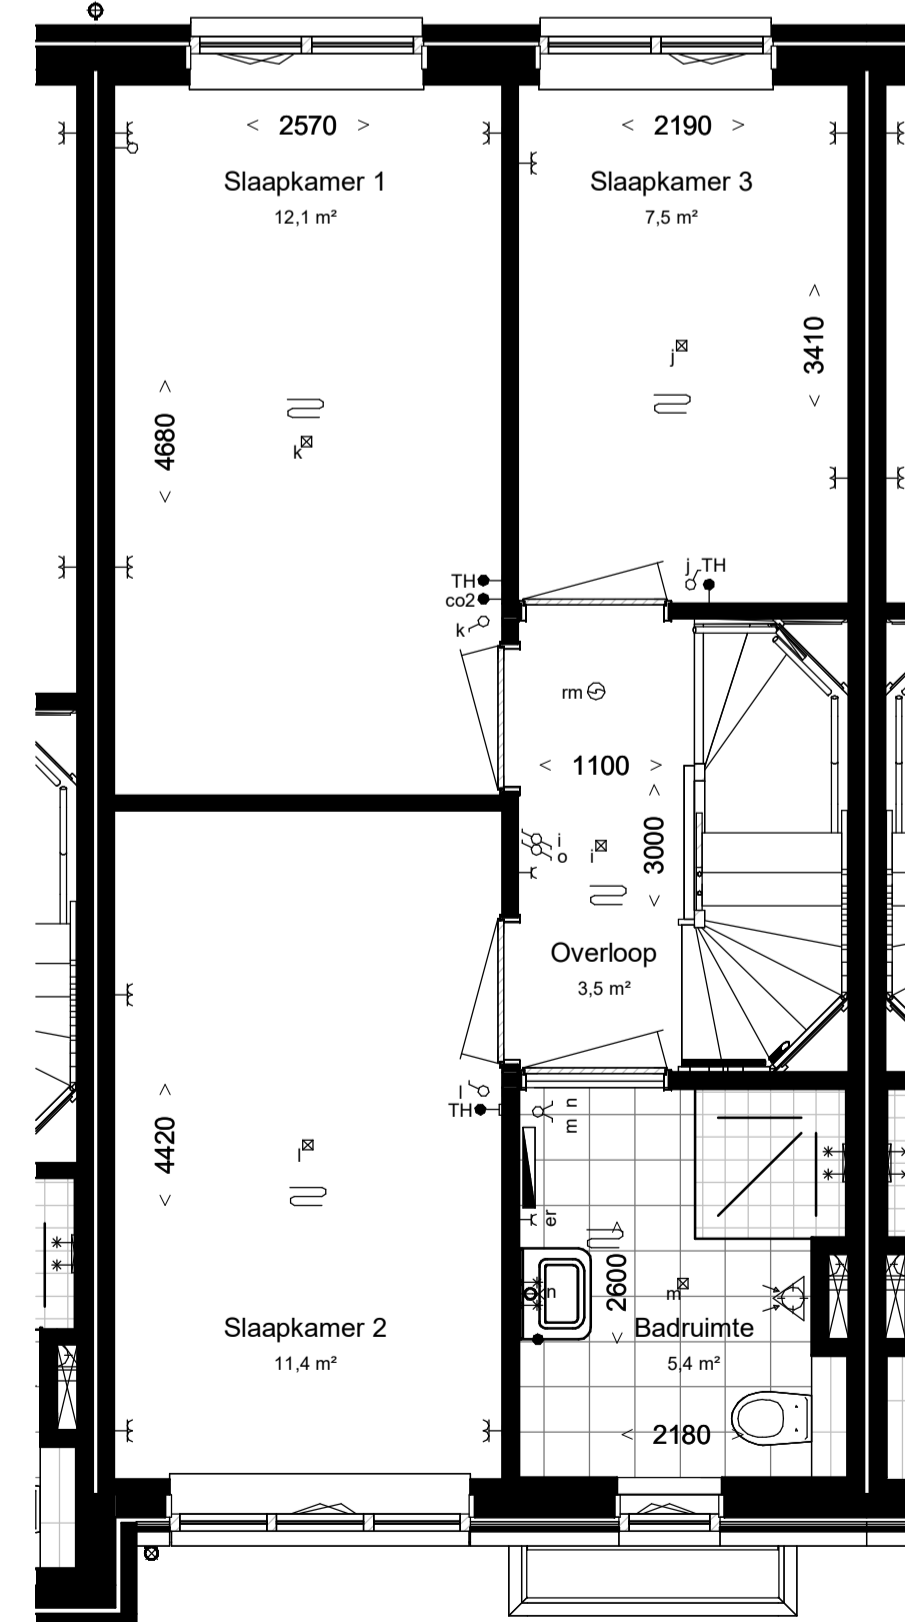 < 2570 >
< 2190 >
Slaapkamer 1
12,1 m²
Slaapkamer 3
7,5 m²
< 3410 >
j
< 4680 >
k
j TH
TH
co2
k
rm
< 1100 >
< 3000 >
i
o
i
Overloop
3,5 m²
l
TH
n
m
< 4420 >
l
er
< 2600 >
n
m
Slaapkamer 2
11,4 m²
Badruimte
5,4 m²
< 2180 >